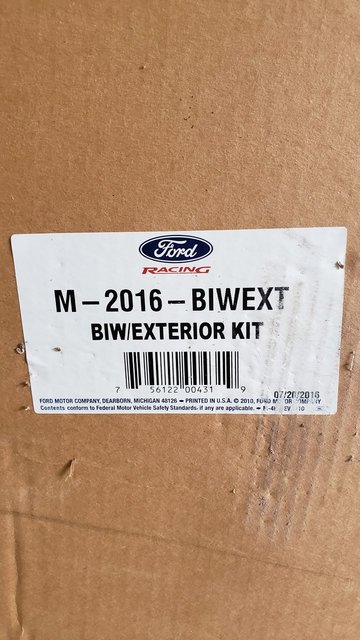 Ford
RACING
M-2016-BIWEXT
BIW/EXTERIOR KIT
7 56122 00431 9
07/20/2016
FORD MOTOR COMPANY, DEARBORN, MICHIGAN 48126 – PRINTED IN U.S.A. © 2010, FORD MOTOR COMPANY
Contents conform to Federal Motor Vehicle Safety Standards, if any are applicable. –